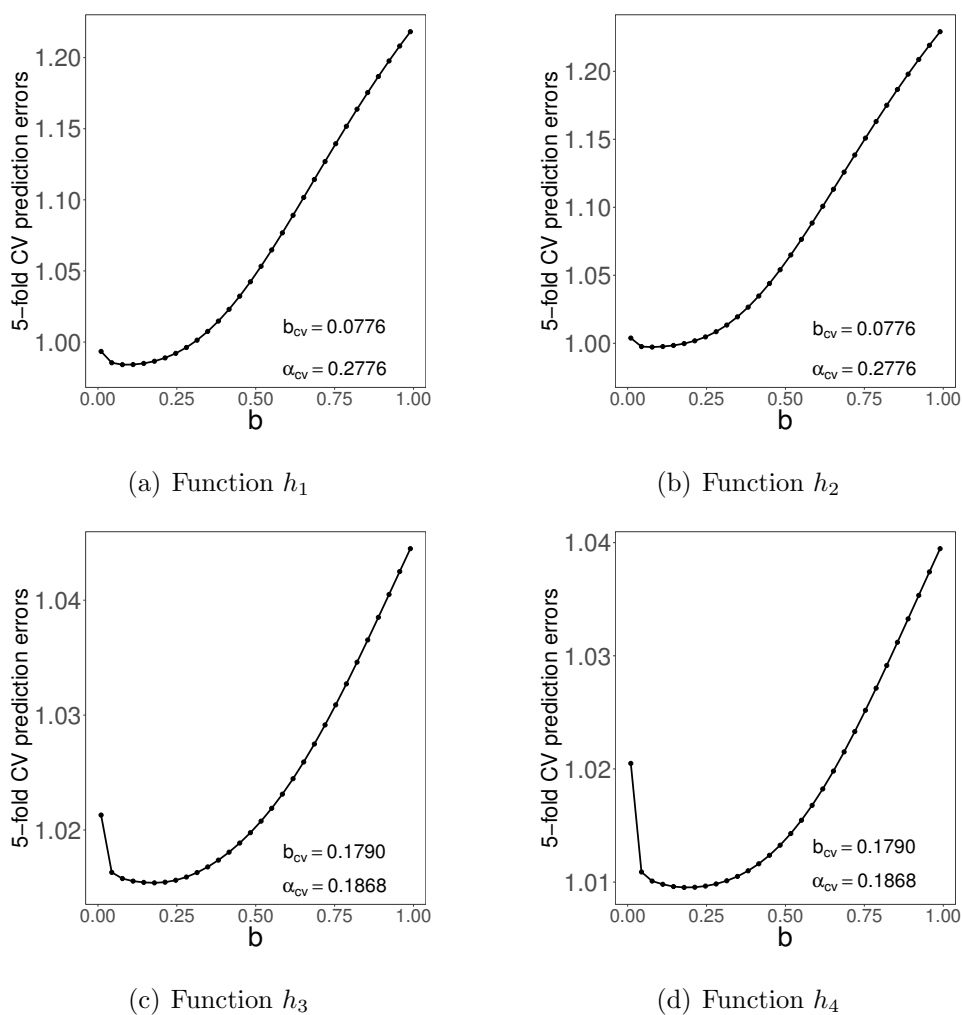 5−fold CV prediction errors
1.20
1.15
1.10
1.05
1.00
b_cv = 0.0776
α_cv = 0.2776
0.00 0.25 0.50 0.75 1.00
b
(a) Function h₁
5−fold CV prediction errors
1.20
1.15
1.10
1.05
1.00
b_cv = 0.0776
α_cv = 0.2776
0.00 0.25 0.50 0.75 1.00
b
(b) Function h₂
5−fold CV prediction errors
1.04
1.03
1.02
b_cv = 0.1790
α_cv = 0.1868
0.00 0.25 0.50 0.75 1.00
b
(c) Function h₃
5−fold CV prediction errors
1.04
1.03
1.02
1.01
b_cv = 0.1790
α_cv = 0.1868
0.00 0.25 0.50 0.75 1.00
b
(d) Function h₄